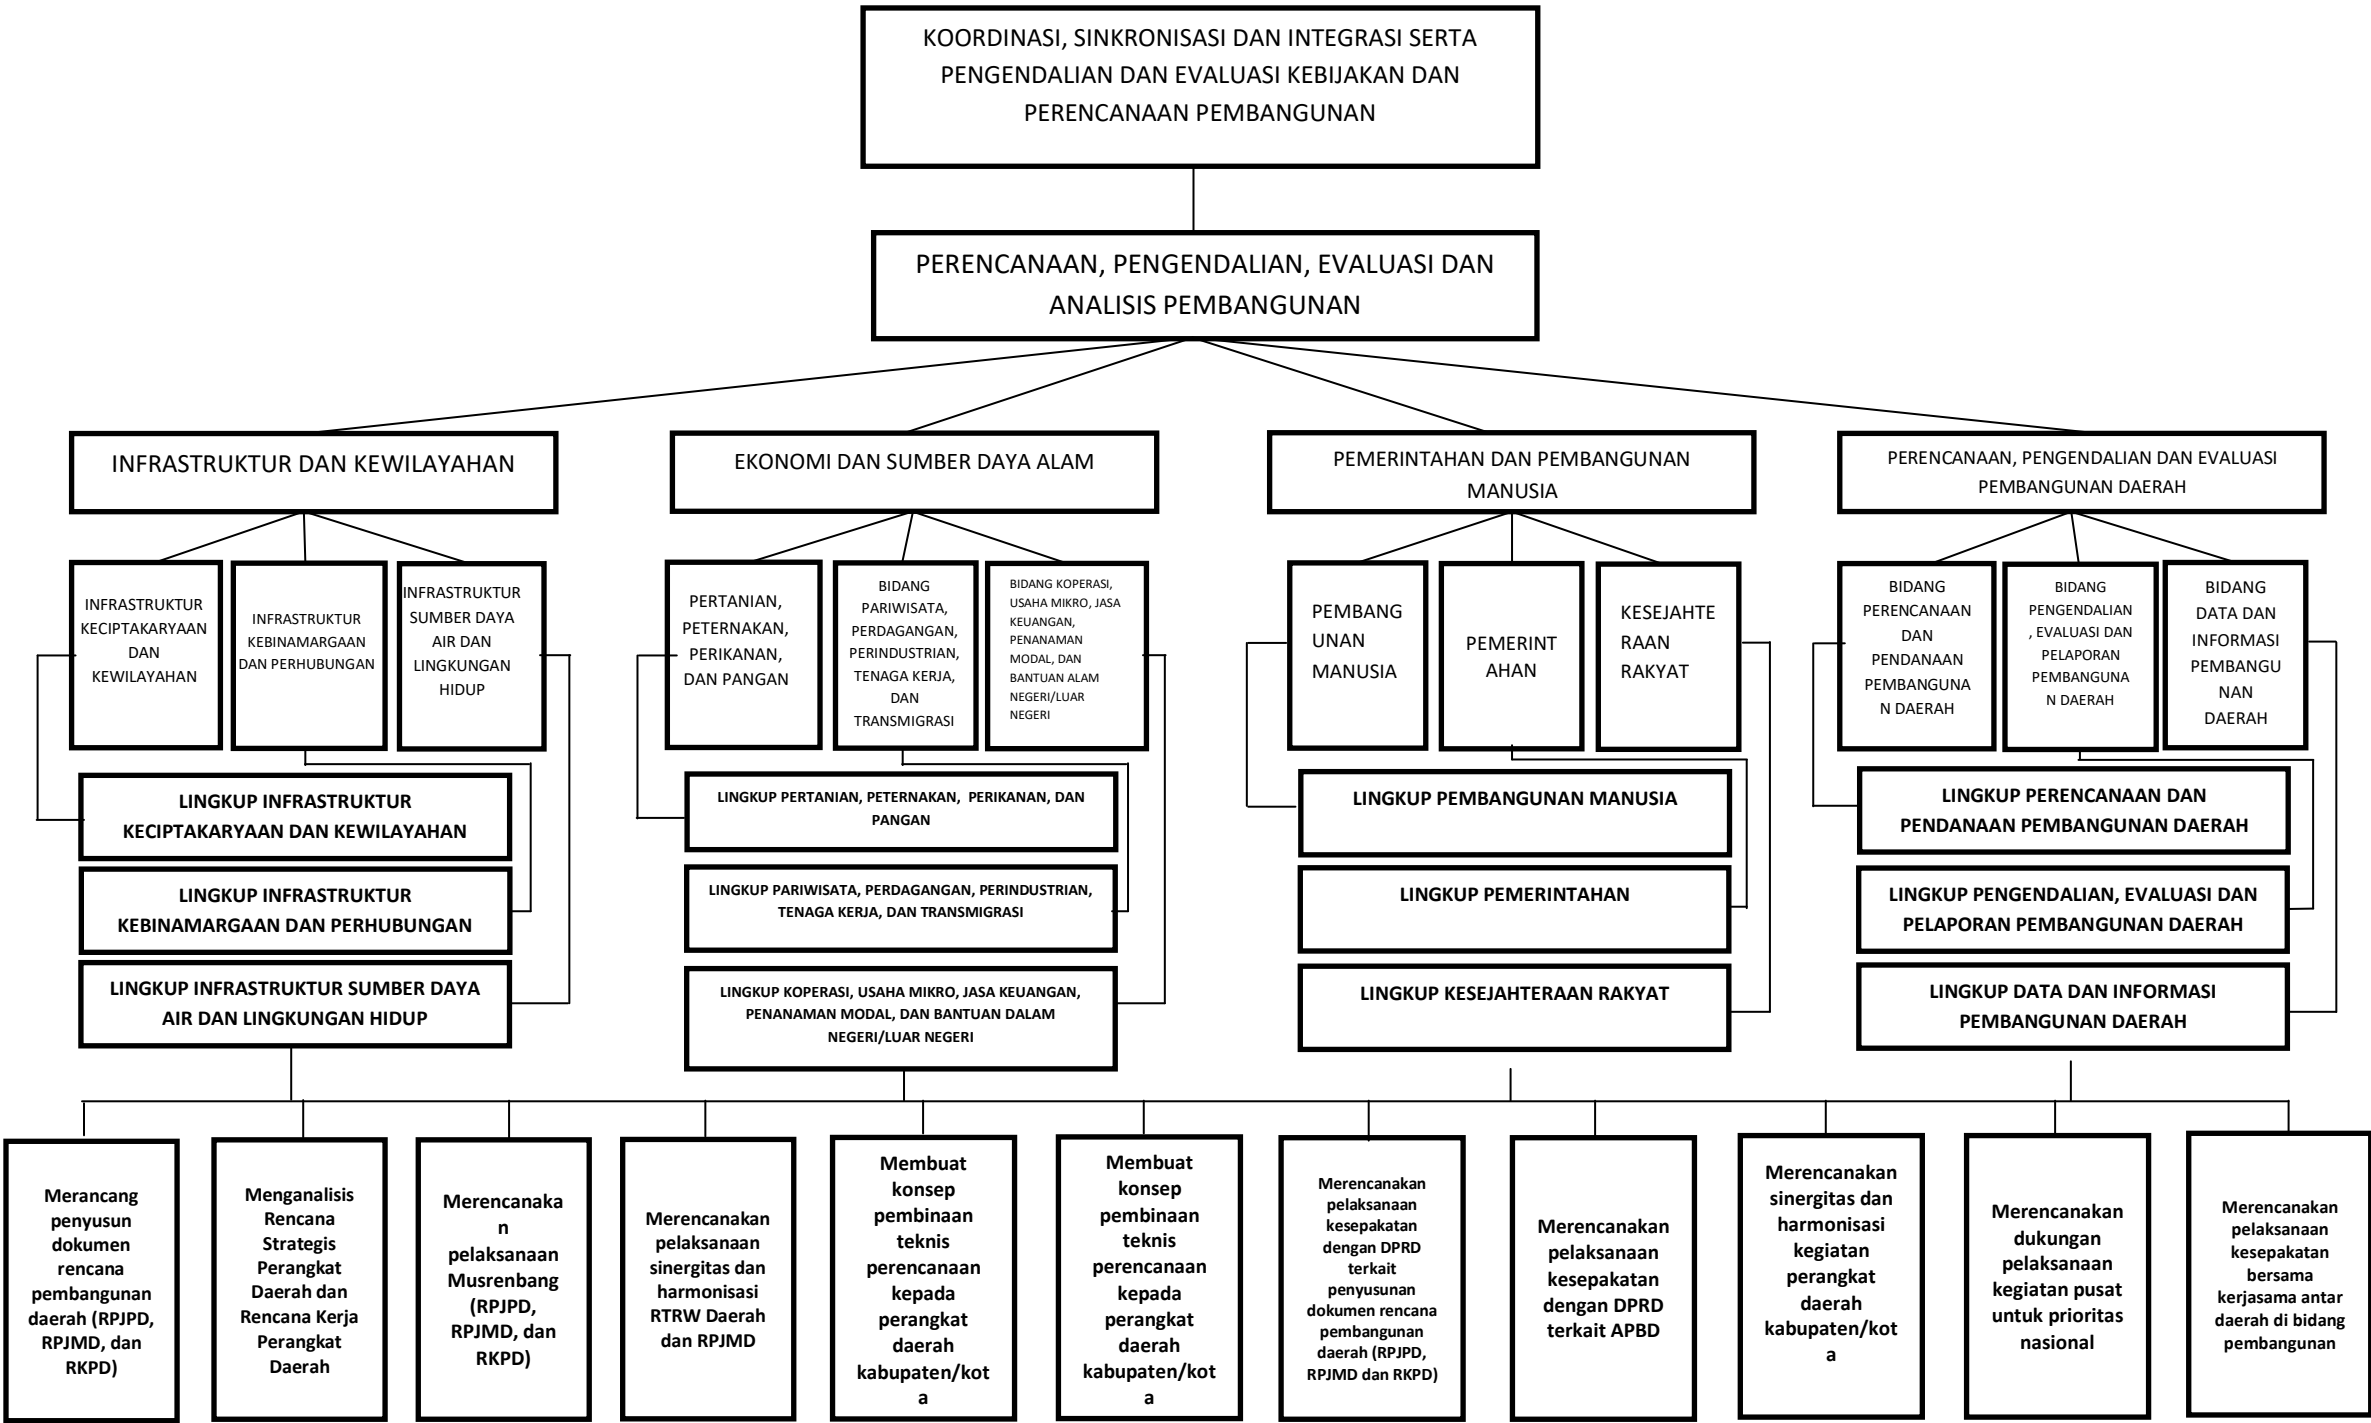 KOORDINASI, SINKRONISASI DAN INTEGRASI SERTA
PENGENDALIAN DAN EVALUASI KEBIJAKAN DAN
PERENCANAAN PEMBANGUNAN
PERENCANAAN, PENGENDALIAN, EVALUASI DAN
ANALISIS PEMBANGUNAN
INFRASTRUKTUR DAN KEWILAYAHAN
EKONOMI DAN SUMBER DAYA ALAM
PEMERINTAHAN DAN PEMBANGUNAN
MANUSIA
PERENCANAAN, PENGENDALIAN DAN EVALUASI
PEMBANGUNAN DAERAH
INFRASTRUKTUR
KECIPTAKARYAAN
DAN
KEWILAYAHAN
INFRASTRUKTUR
KEBINAMARGAAN
DAN PERHUBUNGAN
INFRASTRUKTUR
SUMBER DAYA
AIR DAN
LINGKUNGAN
HIDUP
PERTANIAN,
PETERNAKAN,
PERIKANAN,
DAN PANGAN
BIDANG
PARIWISATA,
PERDAGANGAN,
PERINDUSTRIAN,
TENAGA KERJA,
DAN
TRANSMIGRASI
BIDANG KOPERASI,
USAHA MIKRO, JASA
KEUANGAN,
PENANAMAN
MODAL, DAN
BANTUAN ALAM
NEGERI/LUAR
NEGERI
PEMBANG
UNAN
MANUSIA
PEMERINT
AHAN
KESEJAHTE
RAAN
RAKYAT
BIDANG
PERENCANAAN
DAN
PENDANAAN
PEMBANGUNA
N DAERAH
BIDANG
PENGENDALIAN
, EVALUASI DAN
PELAPORAN
PEMBANGUNA
N DAERAH
BIDANG
DATA DAN
INFORMASI
PEMBANGU
NAN
DAERAH
LINGKUP INFRASTRUKTUR
KECIPTAKARYAAN DAN KEWILAYAHAN
LINGKUP PERTANIAN, PETERNAKAN, PERIKANAN, DAN
PANGAN
LINGKUP PEMBANGUNAN MANUSIA
LINGKUP PERENCANAAN DAN
PENDANAAN PEMBANGUNAN DAERAH
LINGKUP INFRASTRUKTUR
KEBINAMARGAAN DAN PERHUBUNGAN
LINGKUP PARIWISATA, PERDAGANGAN, PERINDUSTRIAN,
TENAGA KERJA, DAN TRANSMIGRASI
LINGKUP PEMERINTAHAN
LINGKUP PENGENDALIAN, EVALUASI DAN
PELAPORAN PEMBANGUNAN DAERAH
LINGKUP INFRASTRUKTUR SUMBER DAYA
AIR DAN LINGKUNGAN HIDUP
LINGKUP KOPERASI, USAHA MIKRO, JASA KEUANGAN,
PENANAMAN MODAL, DAN BANTUAN DALAM
NEGERI/LUAR NEGERI
LINGKUP KESEJAHTERAAN RAKYAT
LINGKUP DATA DAN INFORMASI
PEMBANGUNAN DAERAH
Merancang
penyusun
dokumen
rencana
pembangunan
daerah (RPJPD,
RPJMD, dan
RKPD)
Menganalisis
Rencana
Strategis
Perangkat
Daerah dan
Rencana Kerja
Perangkat
Daerah
Merencanaka
n
pelaksanaan
Musrenbang
(RPJPD,
RPJMD, dan
RKPD)
Merencanakan
pelaksanaan
sinergitas dan
harmonisasi
RTRW Daerah
dan RPJMD
Membuat
konsep
pembinaan
teknis
perencanaan
kepada
perangkat
daerah
kabupaten/kot
a
Membuat
konsep
pembinaan
teknis
perencanaan
kepada
perangkat
daerah
kabupaten/kot
a
Merencanakan
pelaksanaan
kesepakatan
dengan DPRD
terkait
penyusunan
dokumen rencana
pembangunan
daerah (RPJPD,
RPJMD dan RKPD)
Merencanakan
pelaksanaan
kesepakatan
dengan DPRD
terkait APBD
Merencanakan
sinergitas dan
harmonisasi
kegiatan
perangkat
daerah
kabupaten/kot
a
Merencanakan
dukungan
pelaksanaan
kegiatan pusat
untuk prioritas
nasional
Merencanakan
pelaksanaan
kesepakatan
bersama
kerjasama antar
daerah di bidang
pembangunan